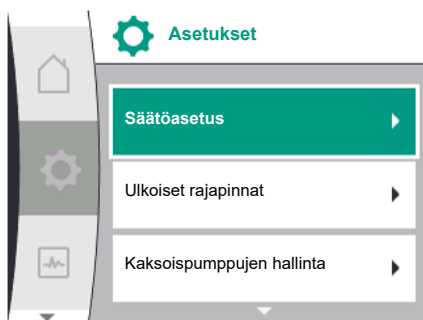 Asetukset
Säätöasetus
Ulkoiset rajapinnat
Kaksoispumppujen hallinta